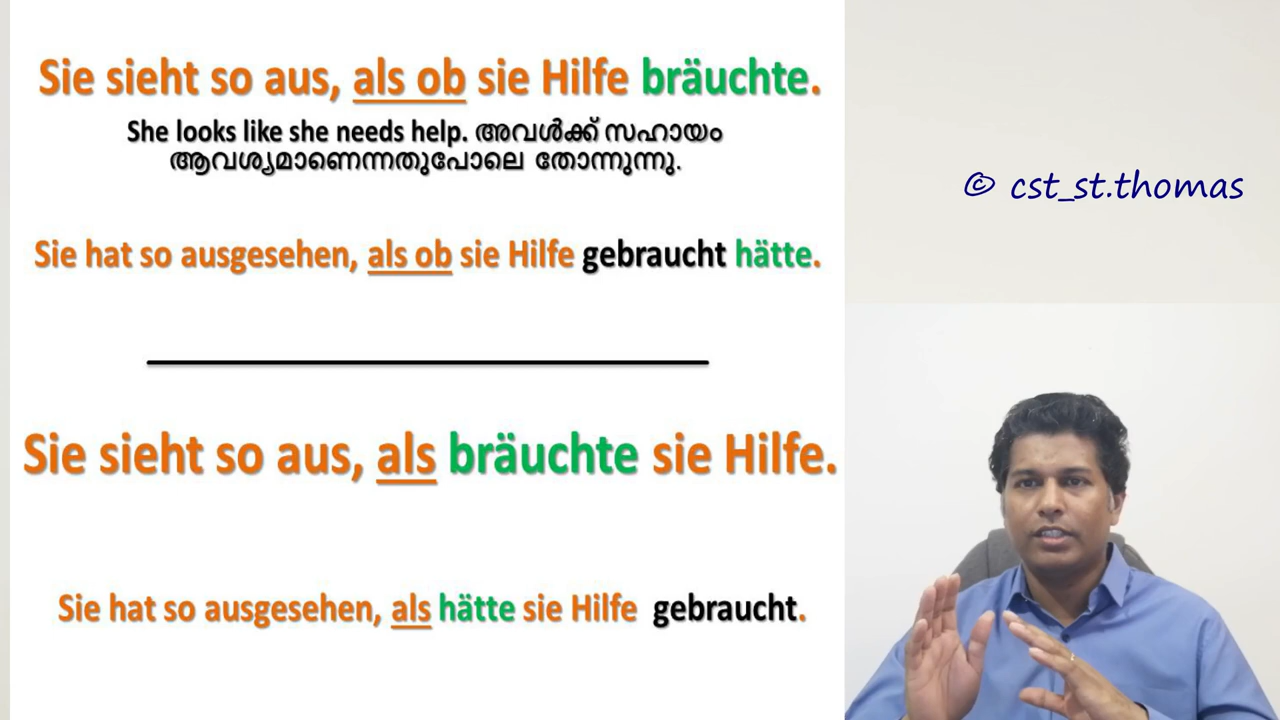 Sie sieht so aus, als ob sie Hilfe bräuchte.
She looks like she needs help. അവൾക്ക് സഹായം
ആവശ്യമാണെന്നതുപോലെ തോന്നുന്നു.
© cst_st.thomas
Sie hat so ausgesehen, als ob sie Hilfe gebraucht hätte.
Sie sieht so aus, als bräuchte sie Hilfe.
Sie hat so ausgesehen, als hätte sie Hilfe gebraucht.